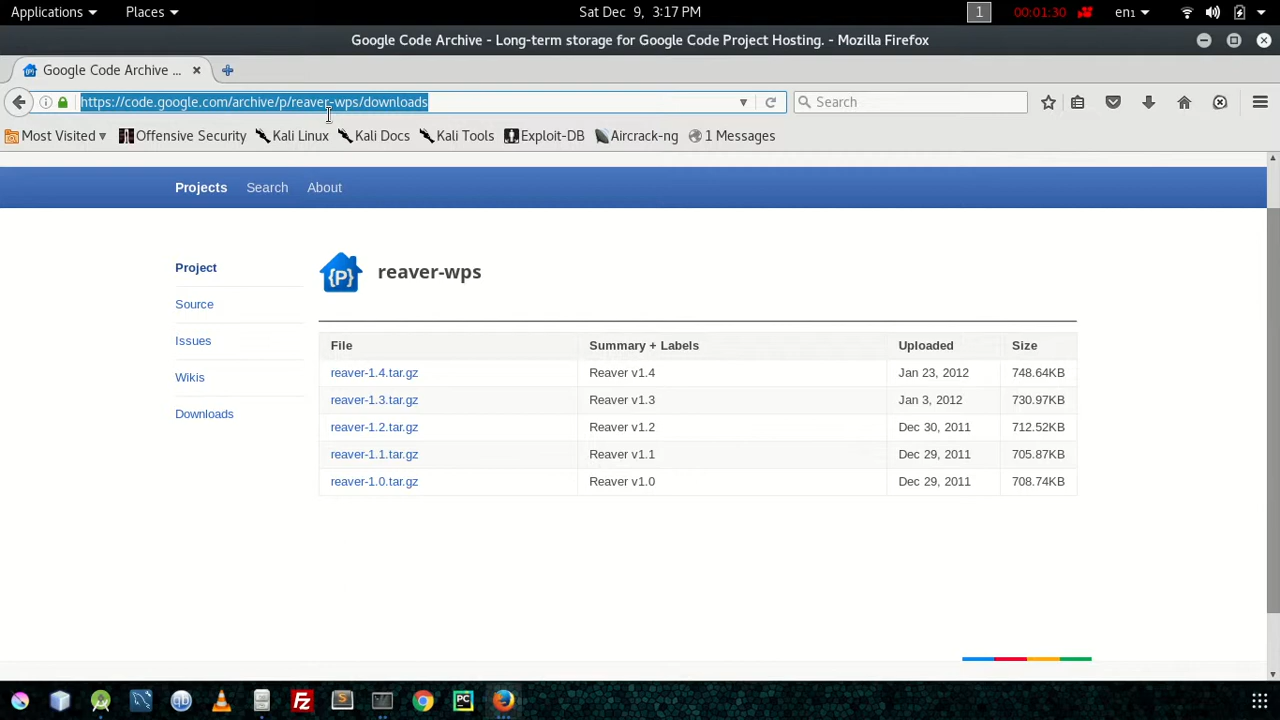 Applications Places Sat Dec 9, 3:17 PM 1 00:01:30 en₁
Google Code Archive - Long-term storage for Google Code Project Hosting. - Mozilla Firefox
Google Code Archive ...
https://code.google.com/archive/p/reaver-wps/downloads Search
Most Visited Offensive Security Kali Linux Kali Docs Kali Tools Exploit-DB Aircrack-ng 1 Messages
Projects Search About
Project
Source
Issues
Wikis
Downloads
{P} reaver-wps
File Summary + Labels Uploaded Size
reaver-1.4.tar.gz Reaver v1.4 Jan 23, 2012 748.64KB
reaver-1.3.tar.gz Reaver v1.3 Jan 3, 2012 730.97KB
reaver-1.2.tar.gz Reaver v1.2 Dec 30, 2011 712.52KB
reaver-1.1.tar.gz Reaver v1.1 Dec 29, 2011 705.87KB
reaver-1.0.tar.gz Reaver v1.0 Dec 29, 2011 708.74KB
Fz S PC